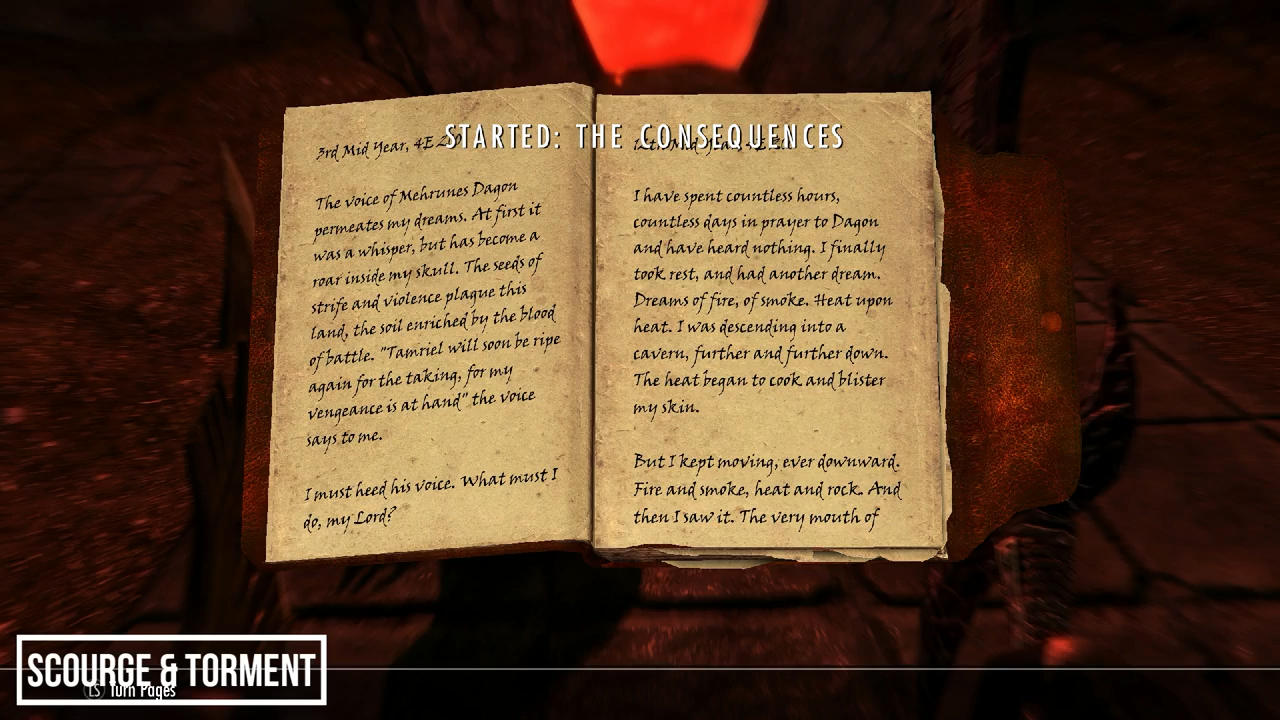 STARTED: THE CONSEQUENCES
3rd Mid Year, 4E
The voice of Mehrunes Dagon
permeates my dreams. At first it
was a whisper, but has become a
roar inside my skull. The seeds of
strife and violence plague this
land, the soil enriched by the blood
of battle. "Tamriel will soon be ripe
again for the taking, for my
vengeance is at hand" the voice
says to me.
I must heed his voice. What must I
do, my Lord?
Mid Year,
I have spent countless hours,
countless days in prayer to Dagon
and have heard nothing. I finally
took rest, and had another dream.
Dreams of fire, of smoke. Heat upon
heat. I was descending into a
cavern, further and further down.
The heat began to cook and blister
my skin.
But I kept moving, ever downward.
Fire and smoke, heat and rock. And
then I saw it. The very mouth of
SCOURGE & TORMENT
LS Turn Pages